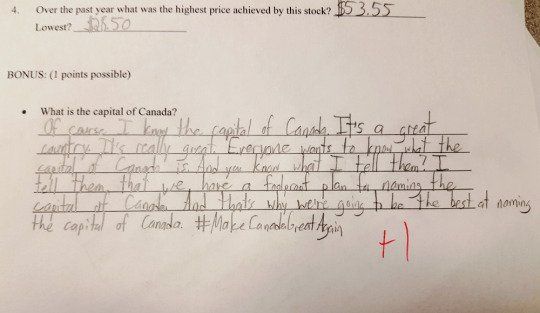 4. Over the past year what was the highest price achieved by this stock? $53.55
Lowest? $28.50
BONUS: (1 points possible)
• What is the capital of Canada?
Of course I know the capital of Canada. It's a great
country. It's really great. Everyone wants to know what the
capital of Canada is. And you know what I tell them? I
tell them that we have a foolproof plan for naming the
capital of Canada. And that's why we're going to be the best at naming
the capital of Canada. #MakeCanadaGreatAgain
+1